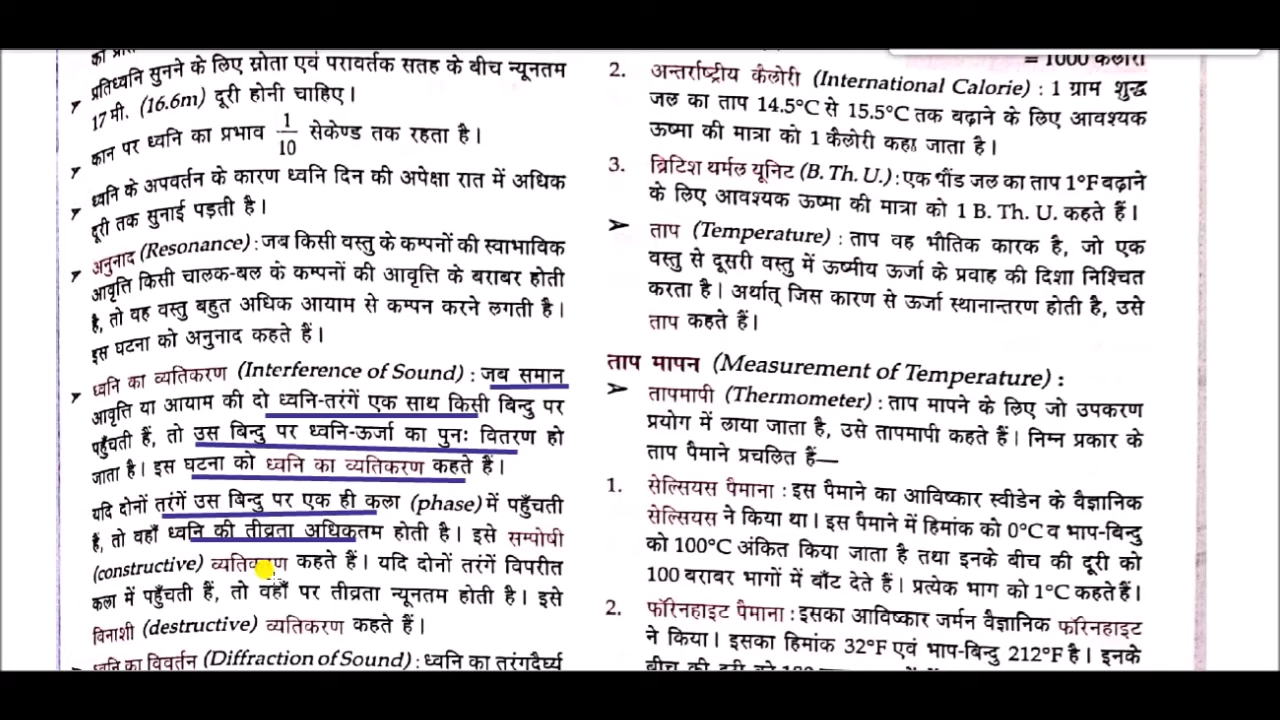 प्रतिध्वनि सुनने के लिए स्रोता एवं परावर्तक सतह के बीच न्यूनतम
17 मी. (16.6m) दूरी होनी चाहिए।
➤ कान पर ध्वनि का प्रभाव 1/10 सेकेण्ड तक रहता है।
➤ ध्वनि के अपवर्तन के कारण ध्वनि दिन की अपेक्षा रात में अधिक
दूरी तक सुनाई पड़ती है।
➤ अनुनाद (Resonance) : जब किसी वस्तु के कम्पनों की स्वाभाविक
आवृत्ति किसी चालक-बल के कम्पनों की आवृत्ति के बराबर होती
है, तो वह वस्तु बहुत अधिक आयाम से कम्पन करने लगती है।
इस घटना को अनुनाद कहते हैं।
➤ ध्वनि का व्यतिकरण (Interference of Sound) : जब समान
आवृत्ति या आयाम की दो ध्वनि-तरंगें एक साथ किसी बिन्दु पर
पहुँचती हैं, तो उस बिन्दु पर ध्वनि-ऊर्जा का पुनः वितरण हो
जाता है। इस घटना को ध्वनि का व्यतिकरण कहते हैं।
यदि दोनों तरंगें उस बिन्दु पर एक ही कला (phase) में पहुँचती
हैं, तो वहाँ ध्वनि की तीव्रता अधिकतम होती है। इसे सम्पोषी
(constructive) व्यतिकरण कहते हैं। यदि दोनों तरंगें विपरीत
कला में पहुँचती हैं, तो वहाँ पर तीव्रता न्यूनतम होती है। इसे
विनाशी (destructive) व्यतिकरण कहते हैं।
ध्वनि का विवर्तन (Diffraction of Sound) : ध्वनि का तरंगदैर्घ्य
= 1000 कैलोरी
2. अन्तर्राष्ट्रीय कैलोरी (International Calorie) : 1 ग्राम शुद्ध
जल का ताप 14.5°C से 15.5°C तक बढ़ाने के लिए आवश्यक
ऊष्मा की मात्रा को 1 कैलोरी कहा जाता है।
3. ब्रिटिश थर्मल यूनिट (B. Th. U.) : एक पौंड जल का ताप 1°F बढ़ाने
के लिए आवश्यक ऊष्मा की मात्रा को 1 B. Th. U. कहते हैं।
➤ ताप (Temperature) : ताप वह भौतिक कारक है, जो एक
वस्तु से दूसरी वस्तु में ऊष्मीय ऊर्जा के प्रवाह की दिशा निश्चित
करता है। अर्थात् जिस कारण से ऊर्जा स्थानान्तरण होती है, उसे
ताप कहते हैं।
ताप मापन (Measurement of Temperature) :
➤ तापमापी (Thermometer) : ताप मापने के लिए जो उपकरण
प्रयोग में लाया जाता है, उसे तापमापी कहते हैं। निम्न प्रकार के
ताप पैमाने प्रचलित हैं—
1. सेल्सियस पैमाना : इस पैमाने का आविष्कार स्वीडेन के वैज्ञानिक
सेल्सियस ने किया था। इस पैमाने में हिमांक को 0°C व भाप-बिन्दु
को 100°C अंकित किया जाता है तथा इनके बीच की दूरी को
100 बराबर भागों में बाँट देते हैं। प्रत्येक भाग को 1°C कहते हैं।
2. फॉरेनहाइट पैमाना : इसका आविष्कार जर्मन वैज्ञानिक फॉरेनहाइट
ने किया। इसका हिमांक 32°F एवं भाप-बिन्दु 212°F है। इनके